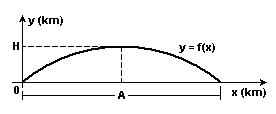 y (km)
H
y = f(x)
0
A
x (km)